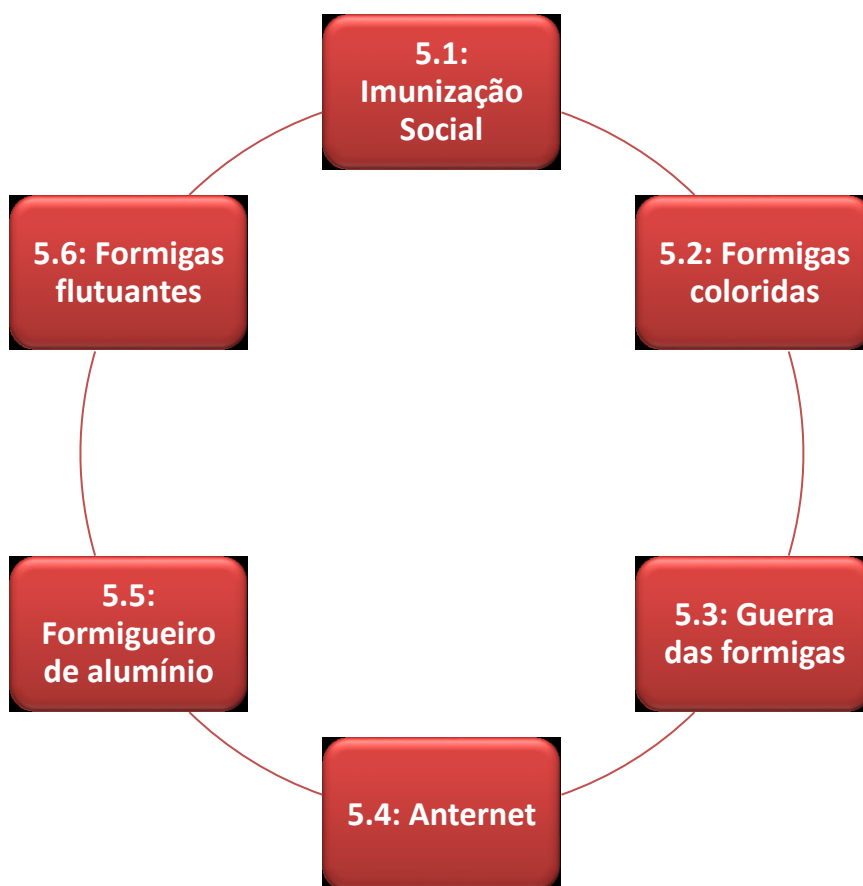 5.1:
Imunização
Social
5.2: Formigas
coloridas
5.3: Guerra
das formigas
5.4: Anternet
5.5:
Formigueiro
de alumínio
5.6: Formigas
flutuantes